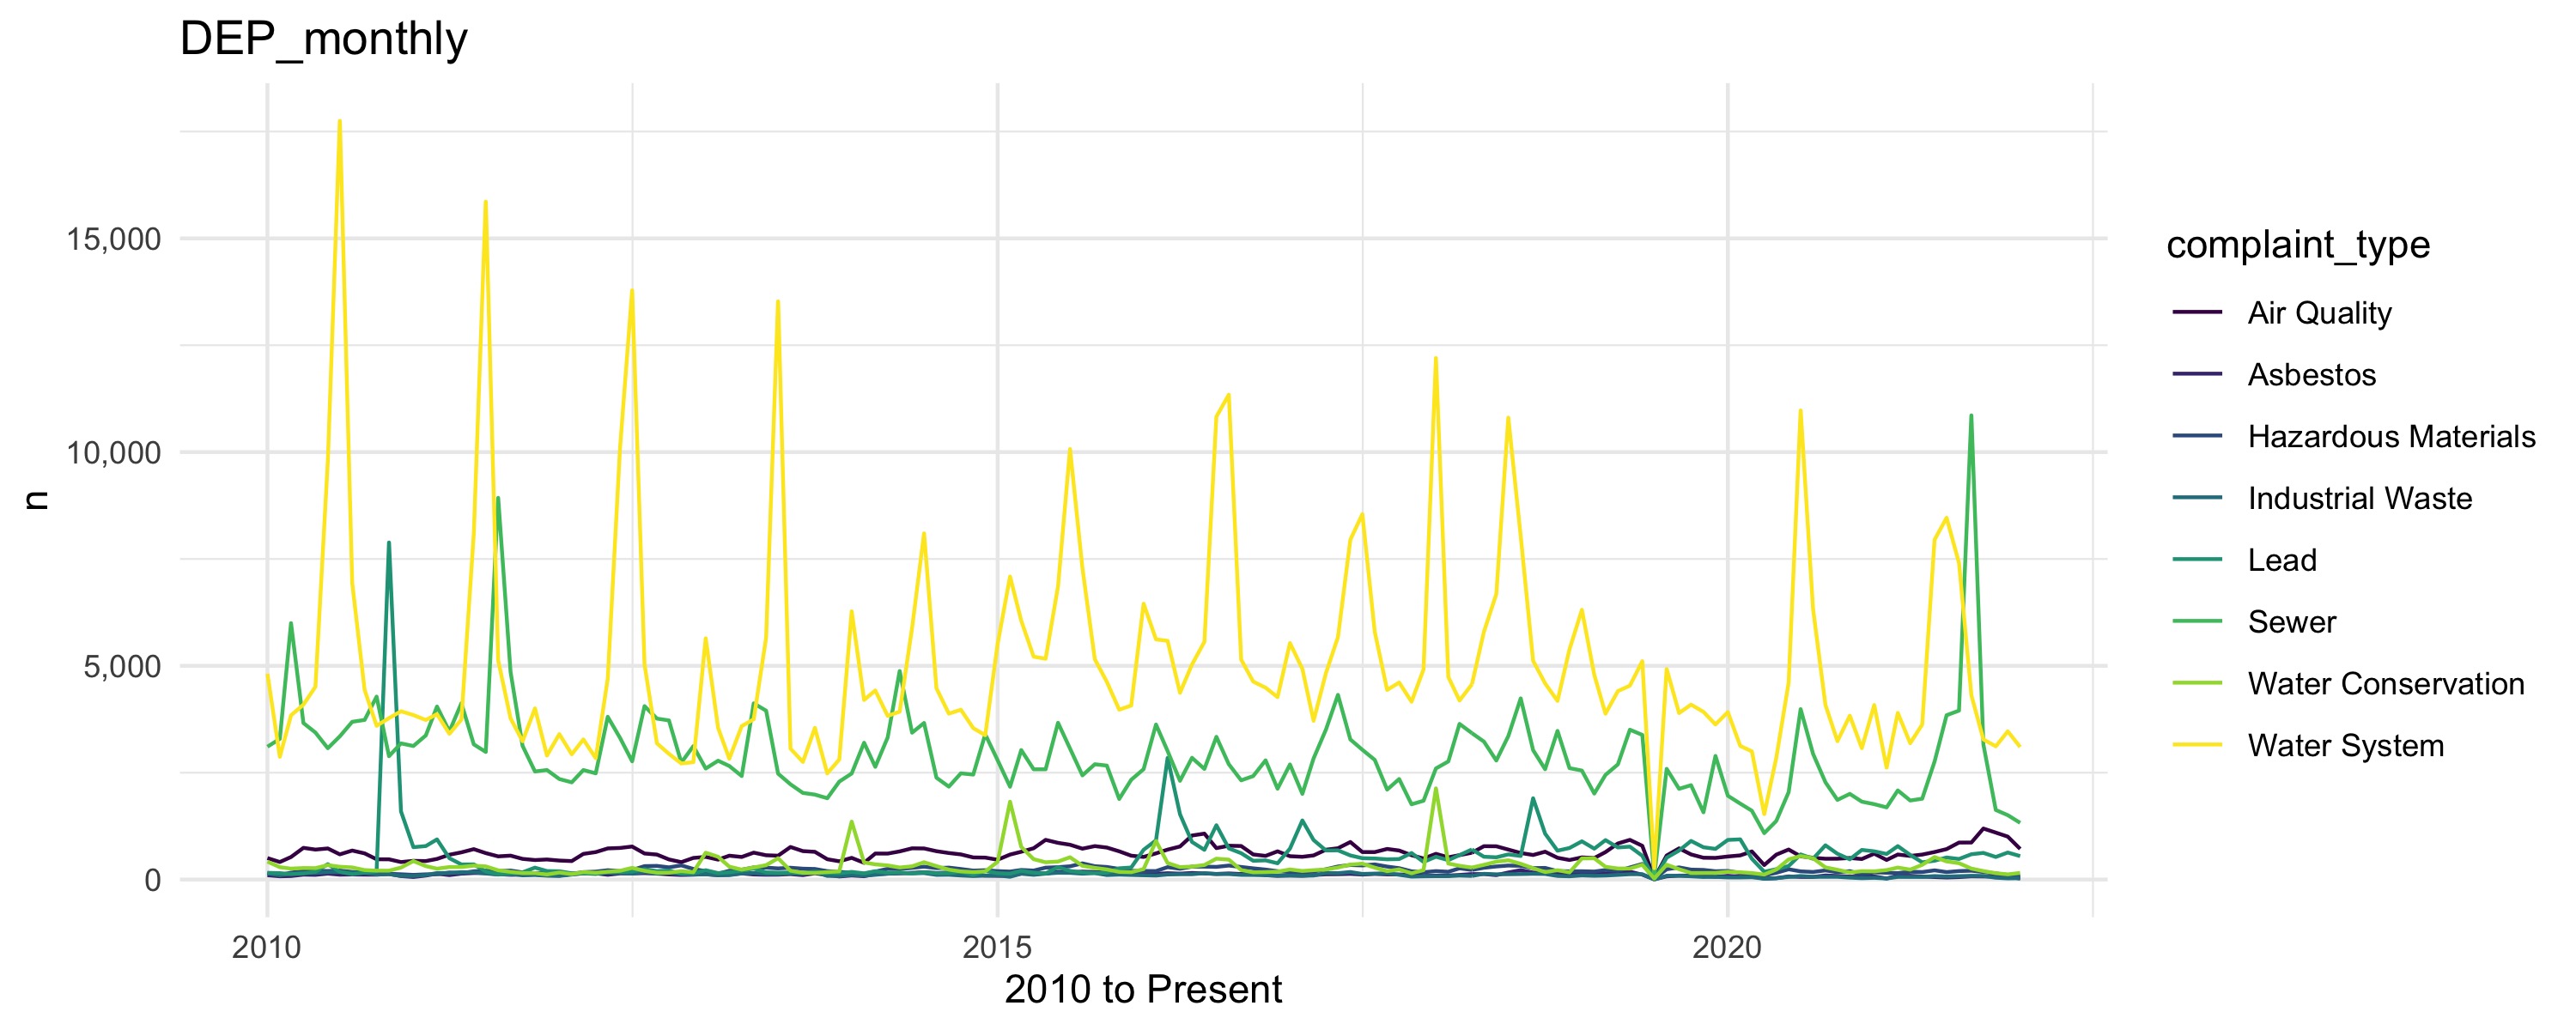 DEP_monthly
15,000
10,000
5,000
0
n
2010
2015
2020
2010 to Present
complaint_type
Air Quality
Asbestos
Hazardous Materials
Industrial Waste
Lead
Sewer
Water Conservation
Water System